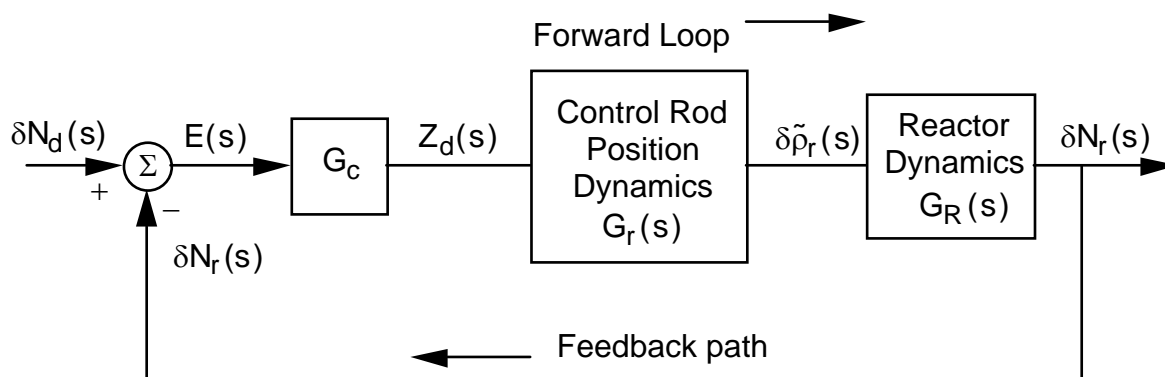 Forward Loop
δN_d(s)
+
Σ
−
E(s)
G_c
Z_d(s)
Control Rod
Position
Dynamics
G_r(s)
δρ̃_r(s)
Reactor
Dynamics
G_R(s)
δN_r(s)
δN_r(s)
Feedback path